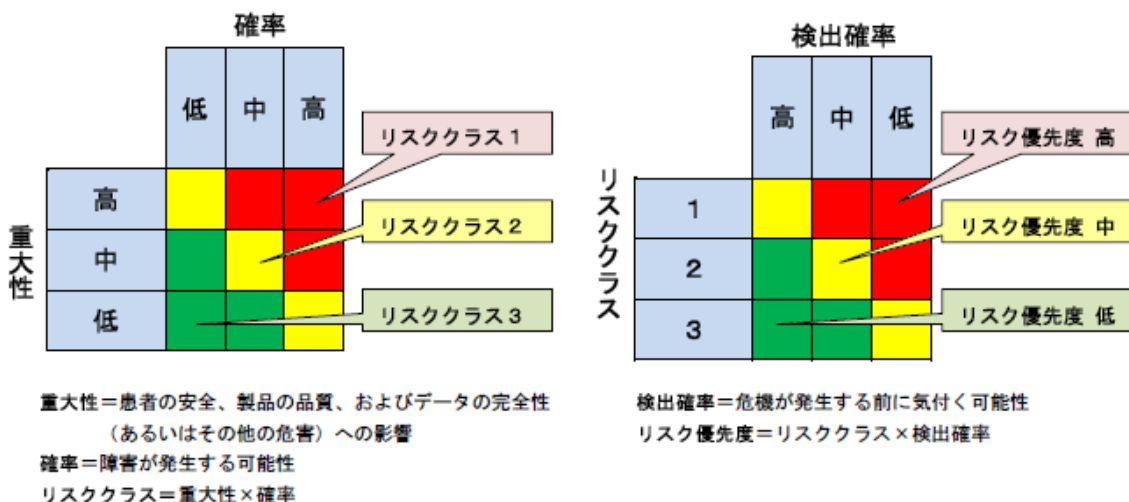 確率
低 中 高
重大性
高
中
低
リスククラス1
リスククラス2
リスククラス3
重大性=患者の安全、製品の品質、およびデータの完全性
(あるいはその他の危害)への影響
確率=障害が発生する可能性
リスククラス=重大性×確率
検出確率
高 中 低
リスククラス
1
2
3
リスク優先度 高
リスク優先度 中
リスク優先度 低
検出確率=危機が発生する前に気付く可能性
リスク優先度=リスククラス×検出確率